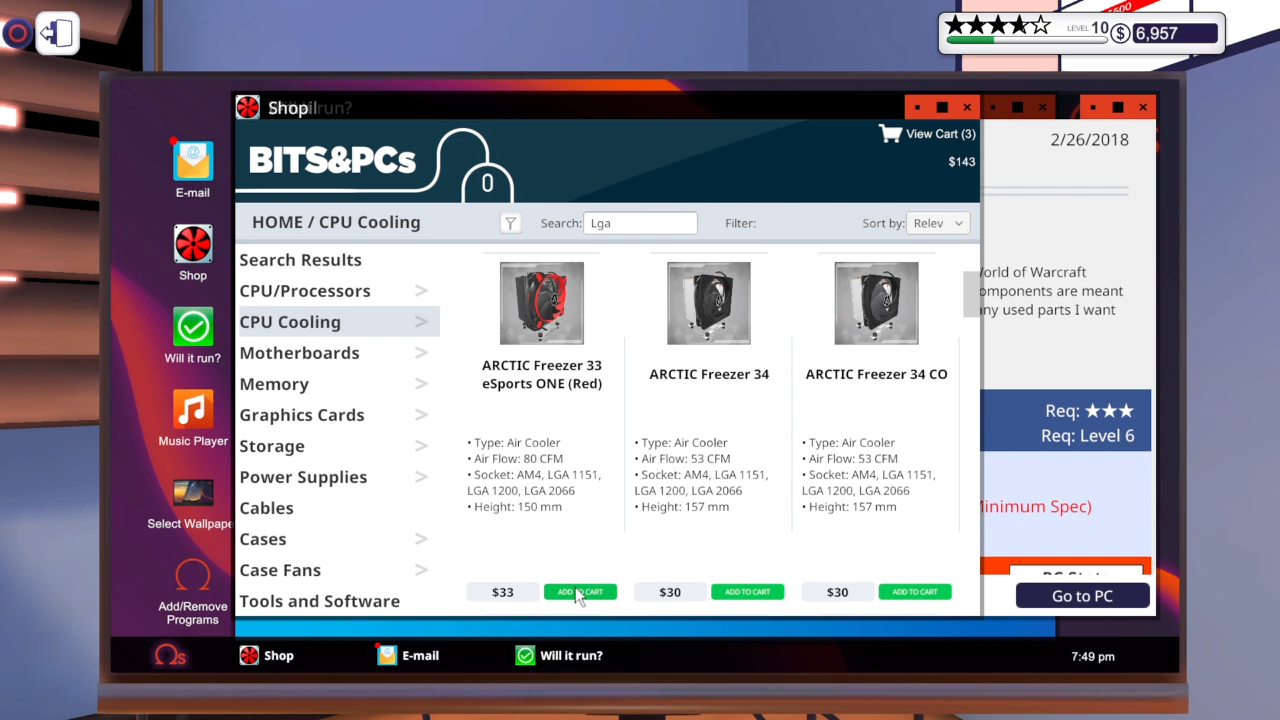 $500
LEVEL 10
$ 6,957
Shop
View Cart (3)
BITS&PCs
$143
2/26/2018
HOME / CPU Cooling
Search: Lga
Filter:
Sort by: Relev
E-mail
Shop
Will it run?
Music Player
Select Wallpape
Add/Remove
Programs
Search Results
CPU/Processors >
CPU Cooling >
Motherboards >
Memory >
Graphics Cards >
Storage >
Power Supplies >
Cables
Cases >
Case Fans >
Tools and Software
ARCTIC Freezer 33
eSports ONE (Red)
• Type: Air Cooler
• Air Flow: 80 CFM
• Socket: AM4, LGA 1151,
LGA 1200, LGA 2066
• Height: 150 mm
$33 ADD TO CART
ARCTIC Freezer 34
• Type: Air Cooler
• Air Flow: 53 CFM
• Socket: AM4, LGA 1151,
LGA 1200, LGA 2066
• Height: 157 mm
$30 ADD TO CART
ARCTIC Freezer 34 CO
• Type: Air Cooler
• Air Flow: 53 CFM
• Socket: AM4, LGA 1151,
LGA 1200, LGA 2066
• Height: 157 mm
$30 ADD TO CART
World of Warcraft
omponents are meant
ny used parts I want
Req: ★★★
Req: Level 6
inimum Spec)
Go to PC
Ωs
Shop
E-mail
Will it run?
7:49 pm